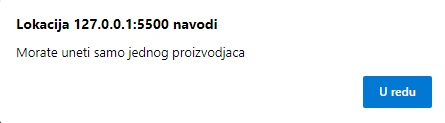 Lokacija 127.0.0.1:5500 navodi
Morate uneti samo jednog proizvodjaca
U redu